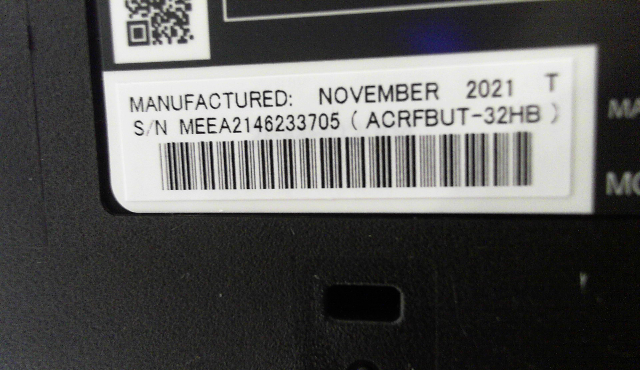 MANUFACTURED: NOVEMBER 2021 T
S/N MEEA2146233705 ( ACRFBUT-32HB )